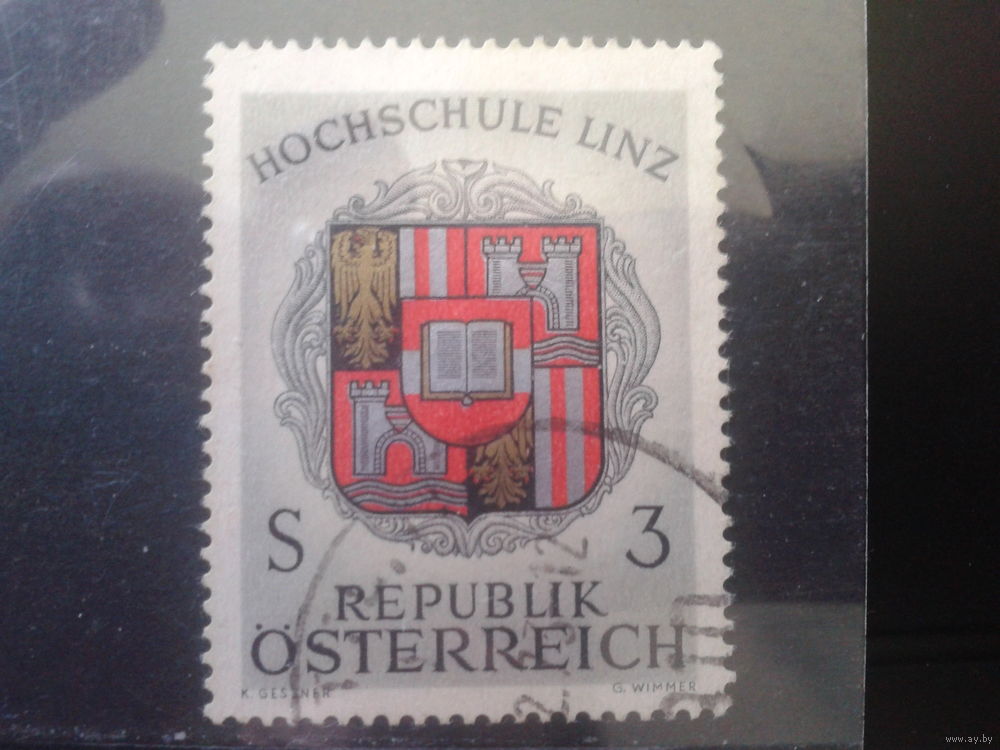 HOCHSCHULE LINZ
S 3
REPUBLIK
ÖSTERREICH
K. GESSNER G. WIMMER
www.ay.by